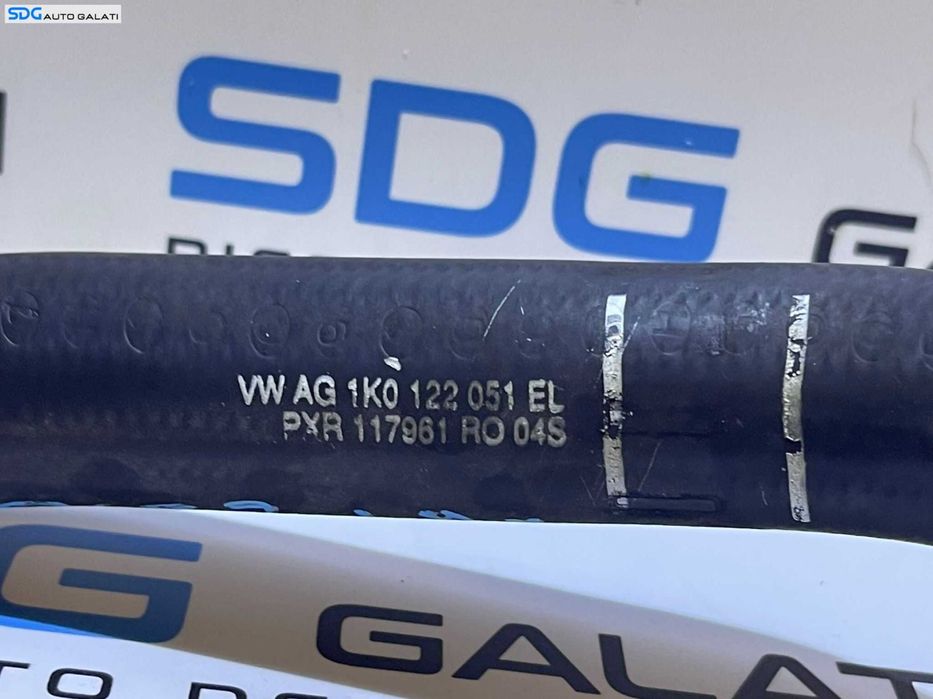 SDG AUTO GALATI
SDG
VW AG 1K0 122 051 EL
PXR 117961 RO 04S
GALAT